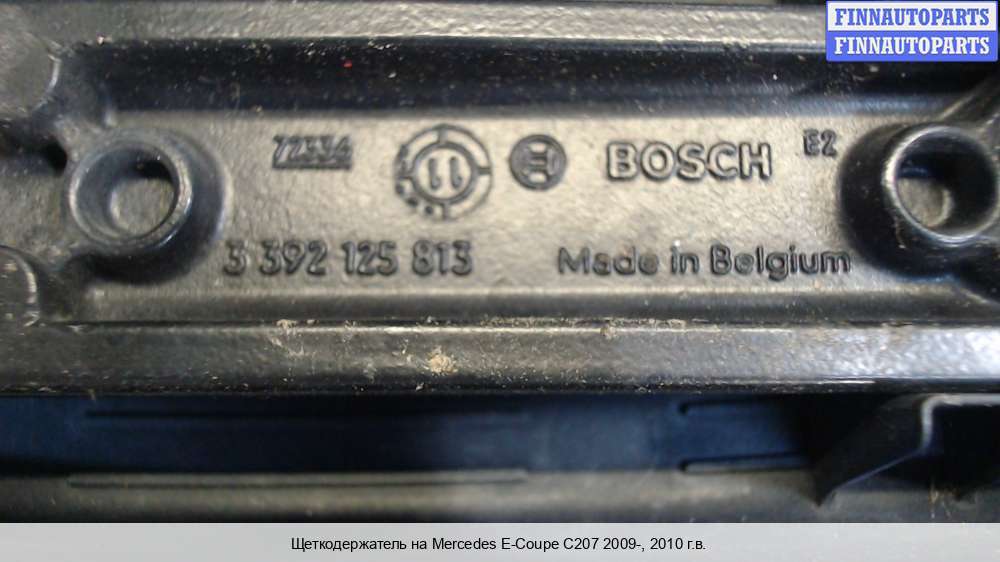 FINNAUTOPARTS
FINNAUTOPARTS
72334
11
BOSCH
E2
3 392 125 813
Made in Belgium
Щеткодержатель на Mercedes E-Coupe C207 2009-, 2010 г.в.